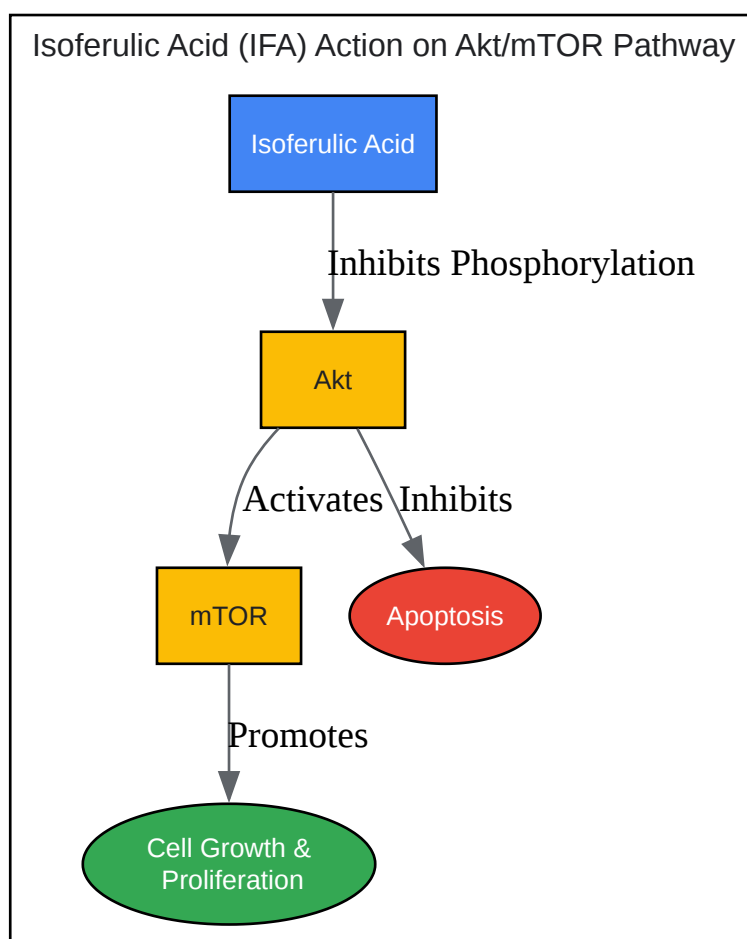 Isoferulic Acid (IFA) Action on Akt/mTOR Pathway
Isoferulic Acid
Inhibits Phosphorylation
Akt
Activates
Inhibits
mTOR
Apoptosis
Promotes
Cell Growth &
Proliferation